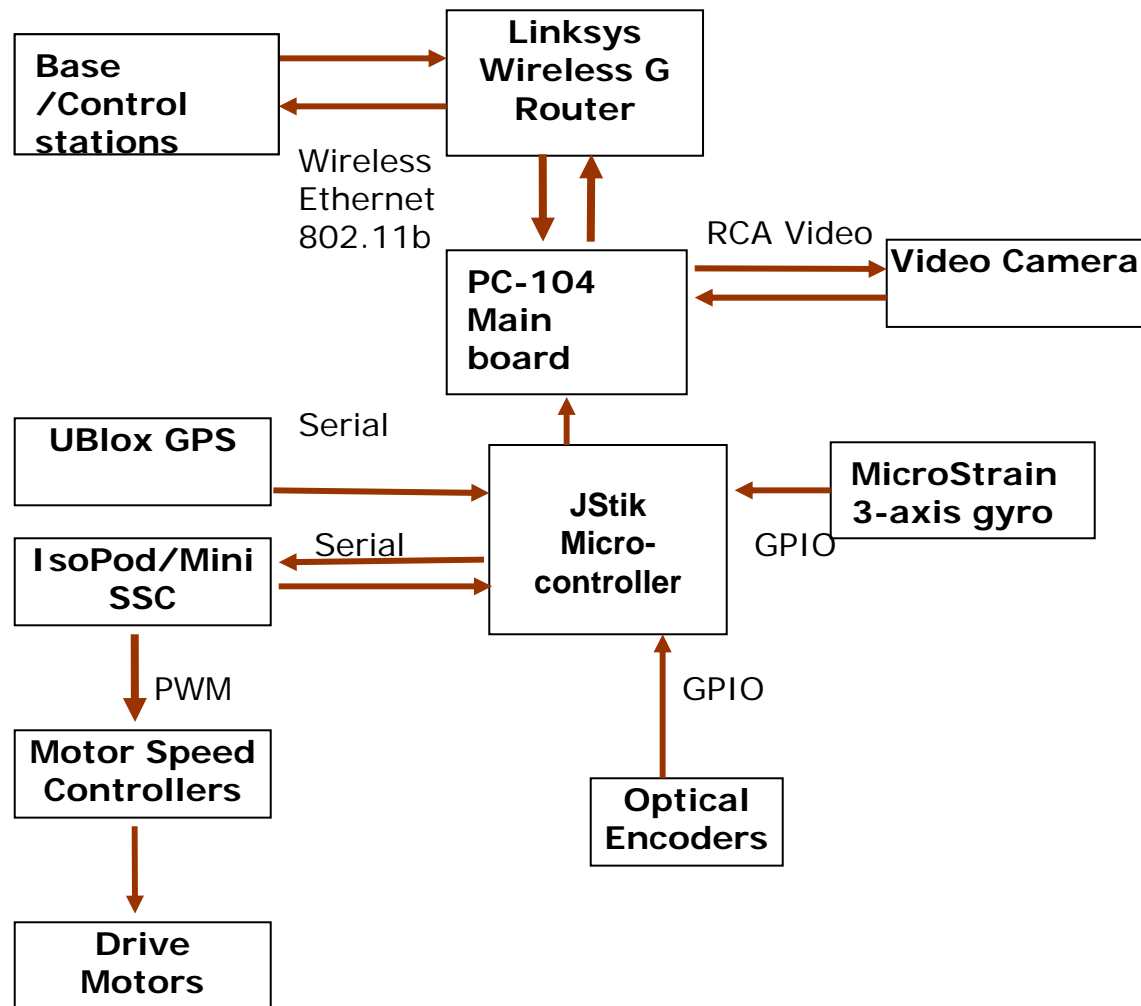 Linksys
Wireless G
Router
Base
/Control
stations
Wireless
Ethernet
802.11b
RCA Video
Video Camera
PC-104
Main
board
UBlox GPS
Serial
JStik
Micro-
controller
MicroStrain
3-axis gyro
GPIO
IsoPod/Mini
SSC
Serial
PWM
GPIO
Motor Speed
Controllers
Optical
Encoders
Drive
Motors